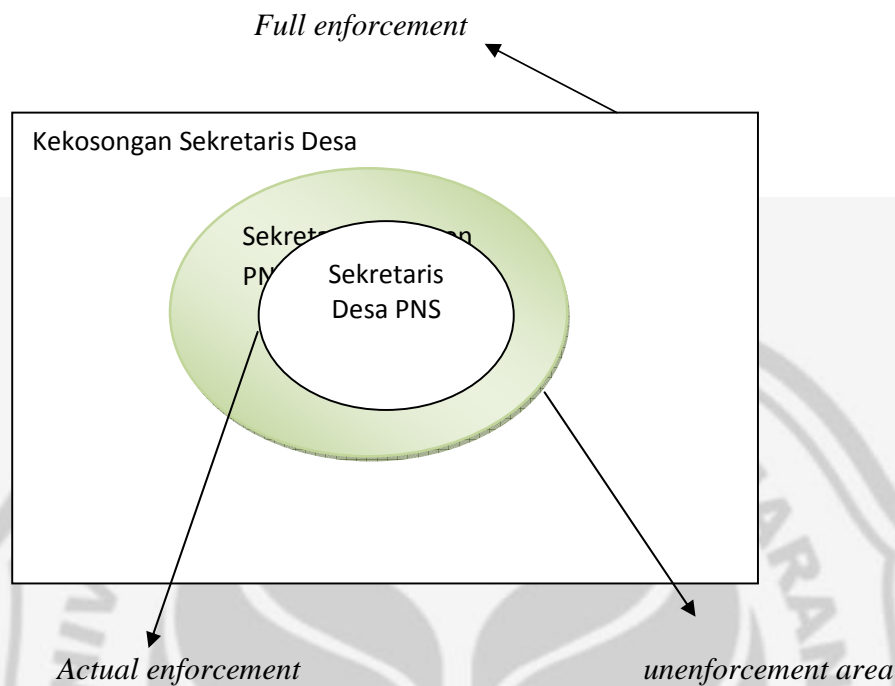 Full enforcement
Kekosongan Sekretaris Desa
Sekretaris
Desa PNS
Actual enforcement
unenforcement area